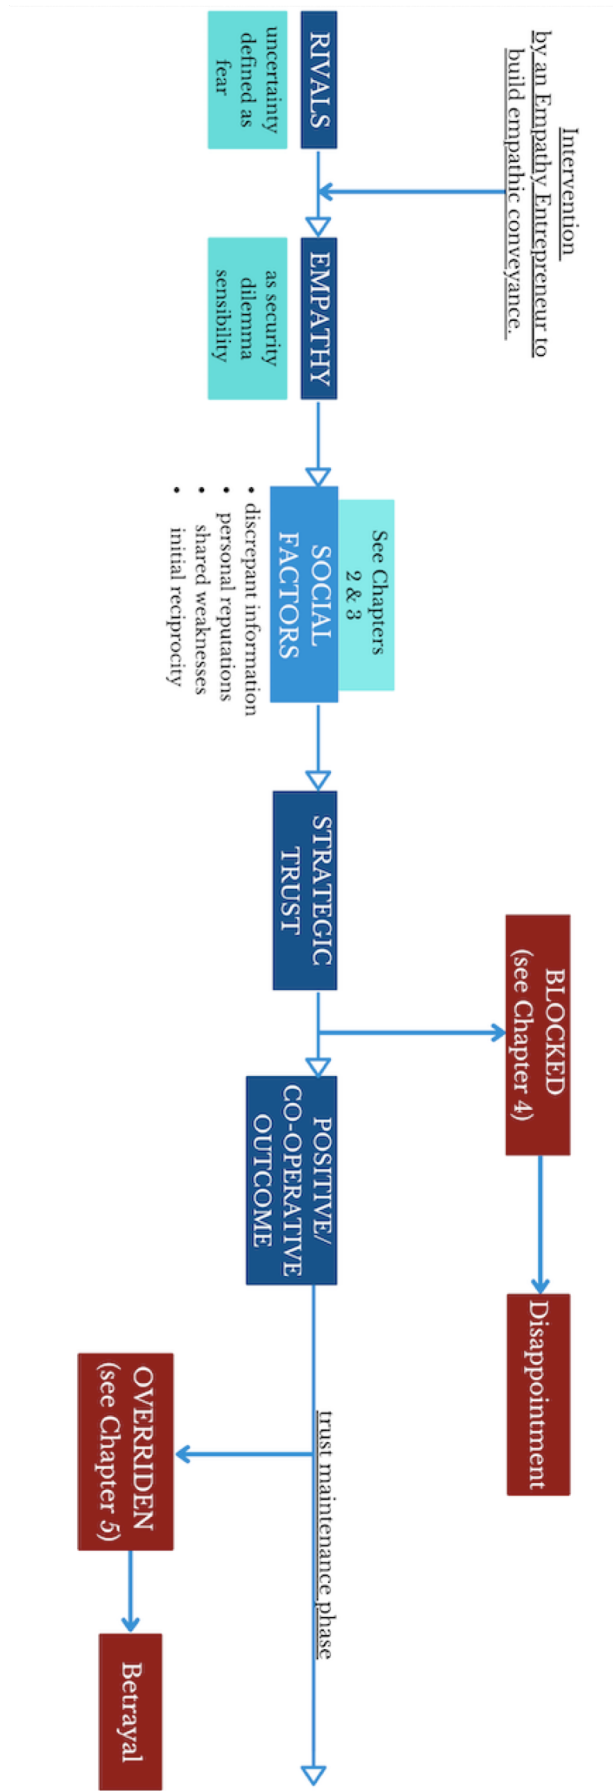 Intervention
by an Empathy Entrepreneur to
build empathic conveyance.
RIVALS
uncertainty
defined as
fear
EMPATHY
as security
dilemma
sensibility
See Chapters
2 & 3
SOCIAL
FACTORS
• discrepant information
• personal reputations
• shared weaknesses
• initial reciprocity
STRATEGIC
TRUST
BLOCKED
(see Chapter 4)
Disappointment
POSITIVE/
CO-OPERATIVE
OUTCOME
trust maintenance phase
OVERRIDEN
(see Chapter 5)
Betrayal